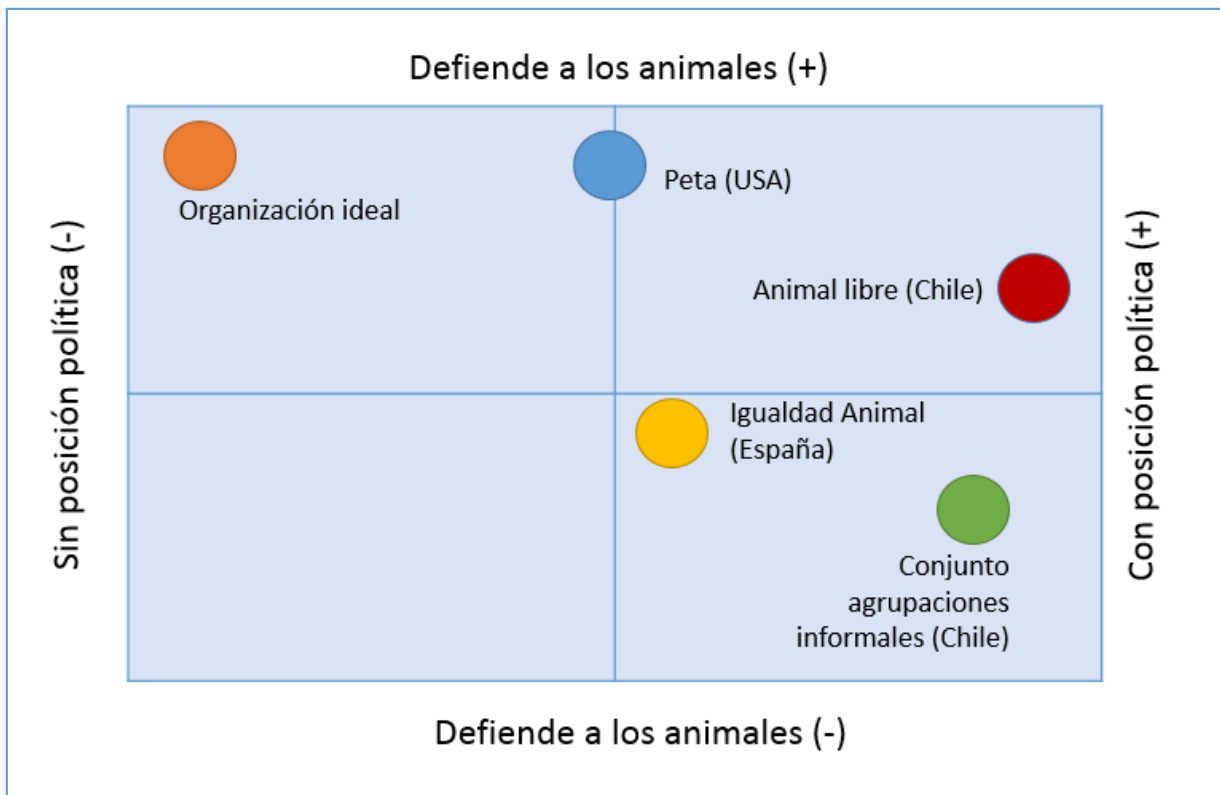 Defiende a los animales (+)
Sin posición política (-)
Organización ideal
Peta (USA)
Animal libre (Chile)
Igualdad Animal
(España)
Conjunto
agrupaciones
informales (Chile)
Con posición política (+)
Defiende a los animales (-)